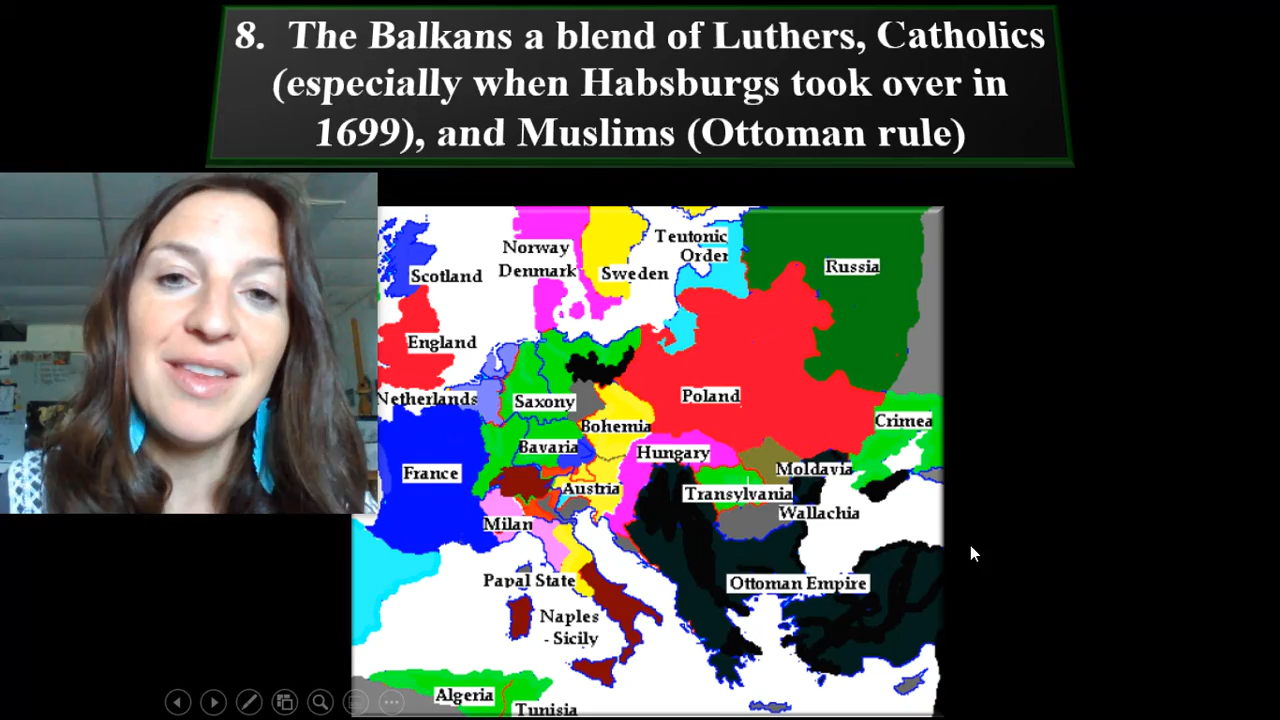 8. The Balkans a blend of Luthers, Catholics
(especially when Habsburgs took over in
1699), and Muslims (Ottoman rule)
Norway
Denmark
Sweden
Teutonic
Order
Russia
Scotland
England
Netherlands
Saxony
Poland
Bohemia
Crimea
Bavaria
Hungary
France
Moldavia
Austria
Transylvania
Wallachia
Milan
Papal State
Ottoman Empire
Naples
- Sicily
Algeria
Tunisia